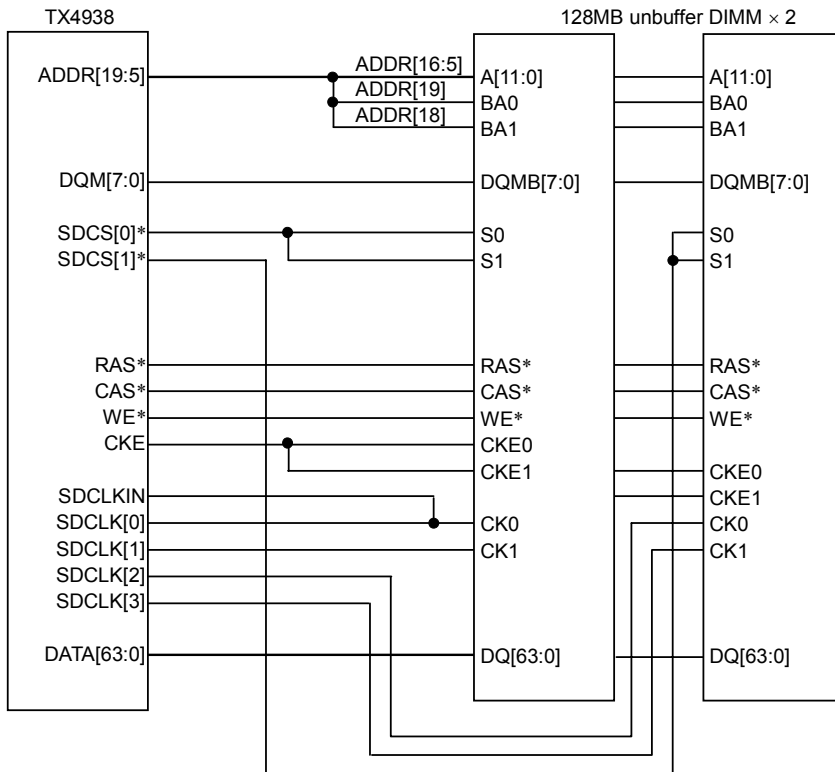 TX4938
128MB unbuffer DIMM × 2
ADDR[19:5]
ADDR[16:5]
ADDR[19]
ADDR[18]
A[11:0]
BA0
BA1
A[11:0]
BA0
BA1
DQM[7:0]
DQMB[7:0]
DQMB[7:0]
SDCS[0]*
SDCS[1]*
S0
S1
S0
S1
RAS*
CAS*
WE*
CKE
RAS*
CAS*
WE*
CKE0
CKE1
RAS*
CAS*
WE*
CKE0
CKE1
SDCLKIN
SDCLK[0]
SDCLK[1]
SDCLK[2]
SDCLK[3]
CK0
CK1
CK0
CK1
DATA[63:0]
DQ[63:0]
DQ[63:0]